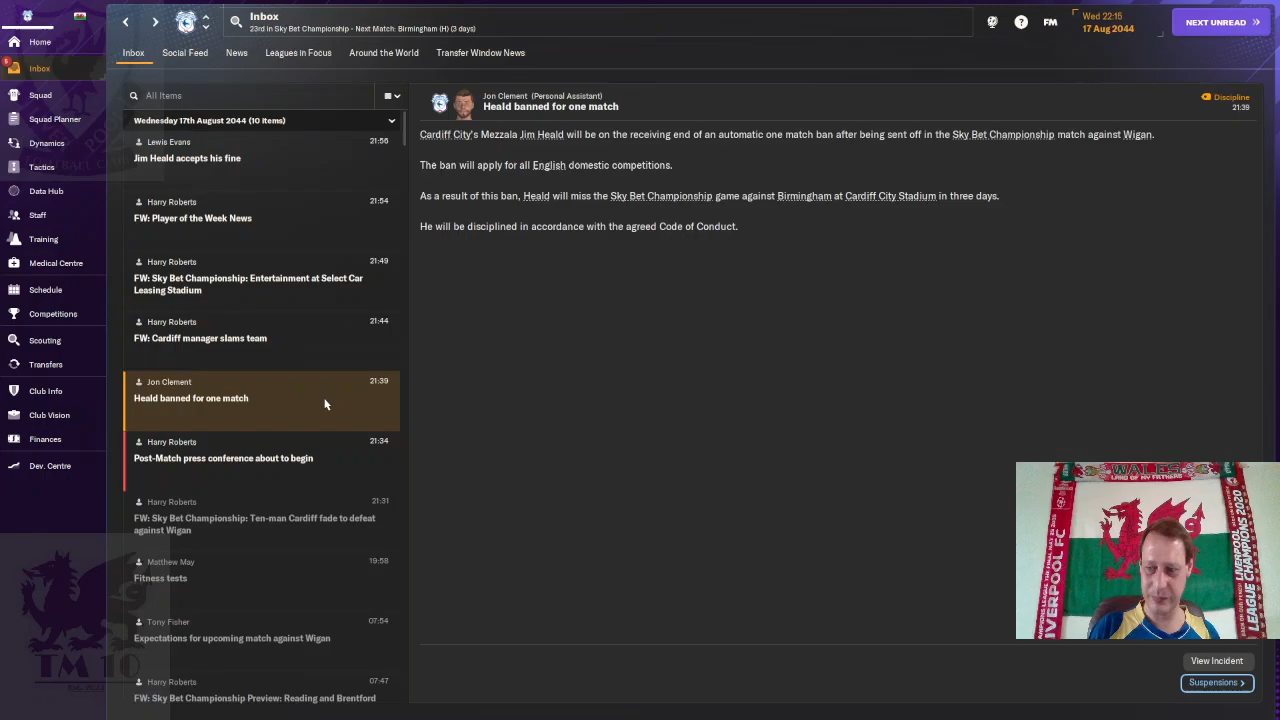 Inbox
23rd in Sky Bet Championship - Next Match: Birmingham (H) (3 days)
FM
Wed 22:15
17 Aug 2044
NEXT UNREAD
Inbox
Social Feed
News
Leagues in Focus
Around the World
Transfer Window News
Home
5
Inbox
Squad
Squad Planner
Dynamics
Tactics
Data Hub
Staff
Training
Medical Centre
Schedule
Competitions
Scouting
Transfers
Club Info
Club Vision
Finances
Dev. Centre
All Items
Wednesday 17th August 2044 (10 items)
Lewis Evans
21:56
Jim Heald accepts his fine
Harry Roberts
21:54
FW: Player of the Week News
Harry Roberts
21:49
FW: Sky Bet Championship: Entertainment at Select Car
Leasing Stadium
Harry Roberts
21:44
FW: Cardiff manager slams team
Jon Clement
21:39
Heald banned for one match
Harry Roberts
21:34
Post-Match press conference about to begin
Harry Roberts
21:31
FW: Sky Bet Championship: Ten-man Cardiff fade to defeat
against Wigan
Matthew May
19:58
Fitness tests
Tony Fisher
07:54
Expectations for upcoming match against Wigan
Harry Roberts
07:47
FW: Sky Bet Championship Preview: Reading and Brentford
Jon Clement (Personal Assistant)
Heald banned for one match
Discipline
21:39
Cardiff City's Mezzala Jim Heald will be on the receiving end of an automatic one match ban after being sent off in the Sky Bet Championship match against Wigan.
The ban will apply for all English domestic competitions.
As a result of this ban, Heald will miss the Sky Bet Championship game against Birmingham at Cardiff City Stadium in three days.
He will be disciplined in accordance with the agreed Code of Conduct.
View Incident
Suspensions
WALES
LAND OF MY FATHERS
LIVERPOOL FC
LIVERPOOL
LEAGUE CHAMPIONS 2020
TM 10